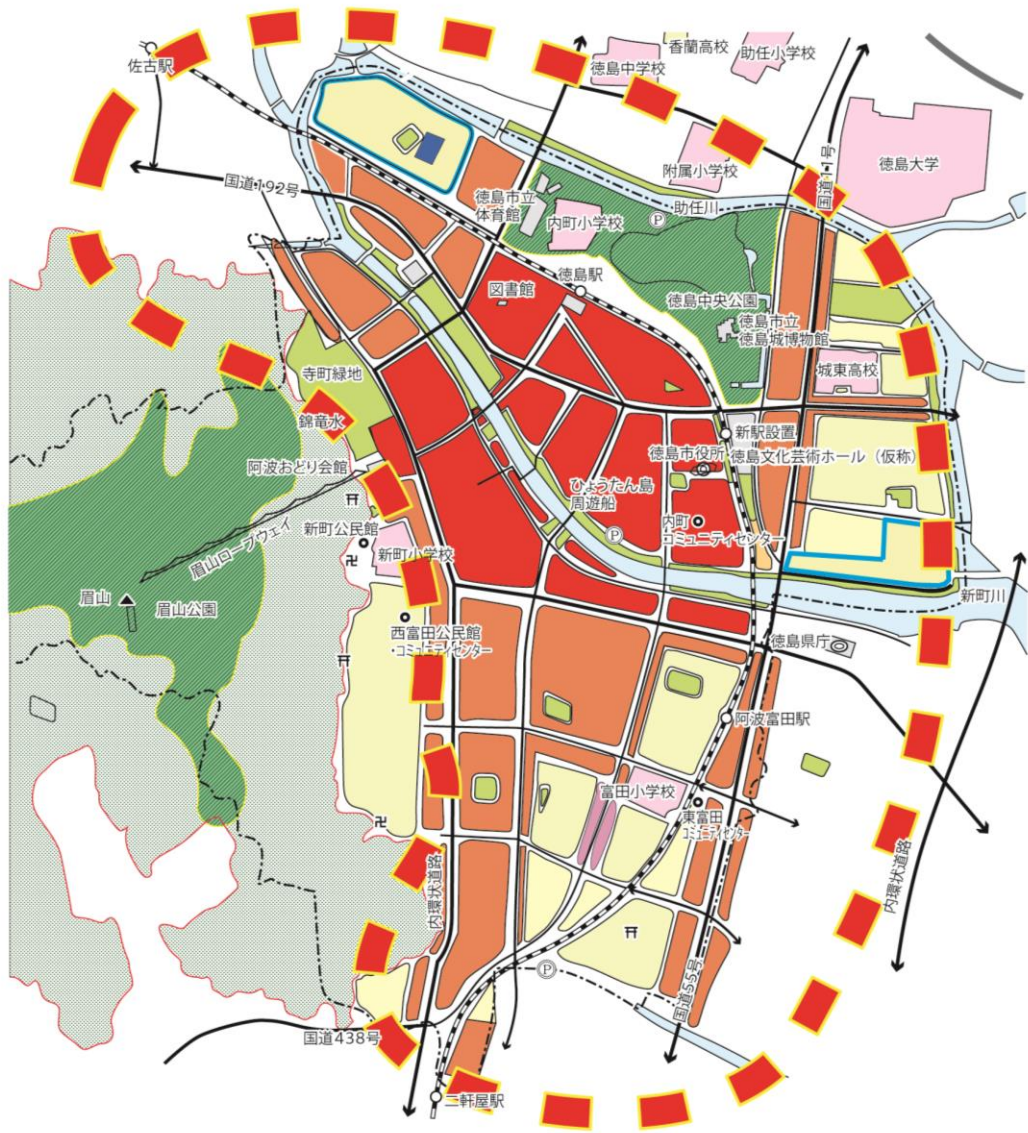 香蘭高校
助任小学校
佐古駅
徳島中学校
徳島大学
附属小学校
国道11号
国道192号
徳島市立
体育館
内町小学校
助任川
P
徳島駅
図書館
徳島中央公園
徳島市立
徳島城博物館
城東高校
寺町緑地
錦竜水
新駅設置
徳島市役所
徳島文化芸術ホール（仮称）
阿波おどり会館
ひょうたん島
周遊船
新町公民館
内町
コミュニティセンター
眉山ロープウェイ
新町小学校
P
眉山
眉山公園
新町川
西富田公民館
・コミュニティセンター
徳島県庁
阿波富田駅
富田小学校
東富田
コミュニティセンター
内環状道路
内環状道路
P
国道55号
国道438号
二軒屋駅